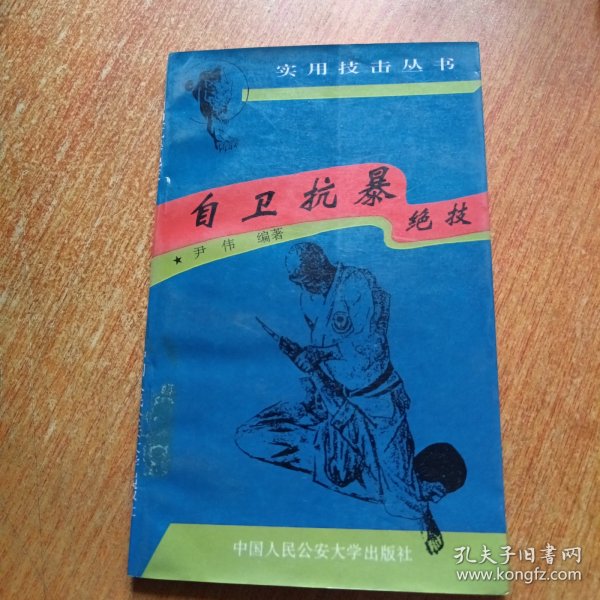 实用技击丛书
自卫抗暴
绝技
★尹伟 编著
中国人民公安大学出版社
孔夫子旧书网
www.kongfz.com